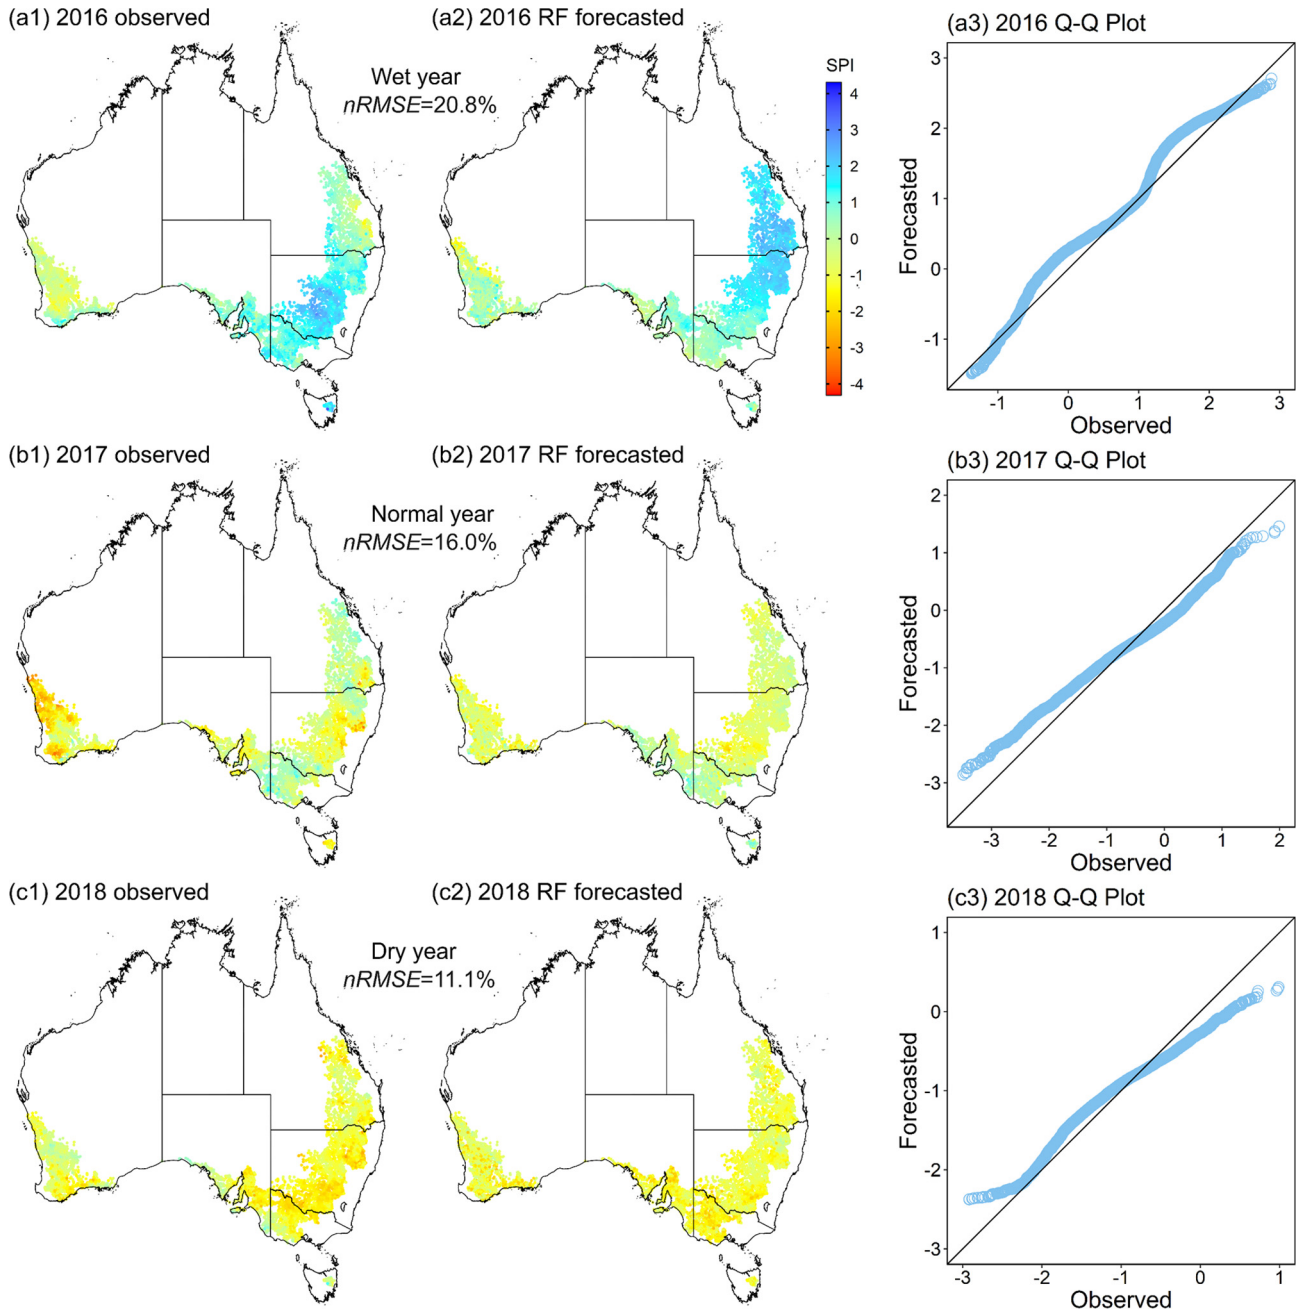 (a1) 2016 observed
(a2) 2016 RF forecasted
(a3) 2016 Q-Q Plot
Wet year
nRMSE=20.8%
SPI
4
3
2
1
0
-1
-2
-3
-4
3
2
1
0
-1
Forecasted
-1
0
1
2
3
Observed
(b1) 2017 observed
(b2) 2017 RF forecasted
(b3) 2017 Q-Q Plot
Normal year
nRMSE=16.0%
2
1
0
-1
-2
-3
Forecasted
-3
-2
-1
0
1
2
Observed
(c1) 2018 observed
(c2) 2018 RF forecasted
(c3) 2018 Q-Q Plot
Dry year
nRMSE=11.1%
1
0
-1
-2
-3
Forecasted
-3
-2
-1
0
1
Observed